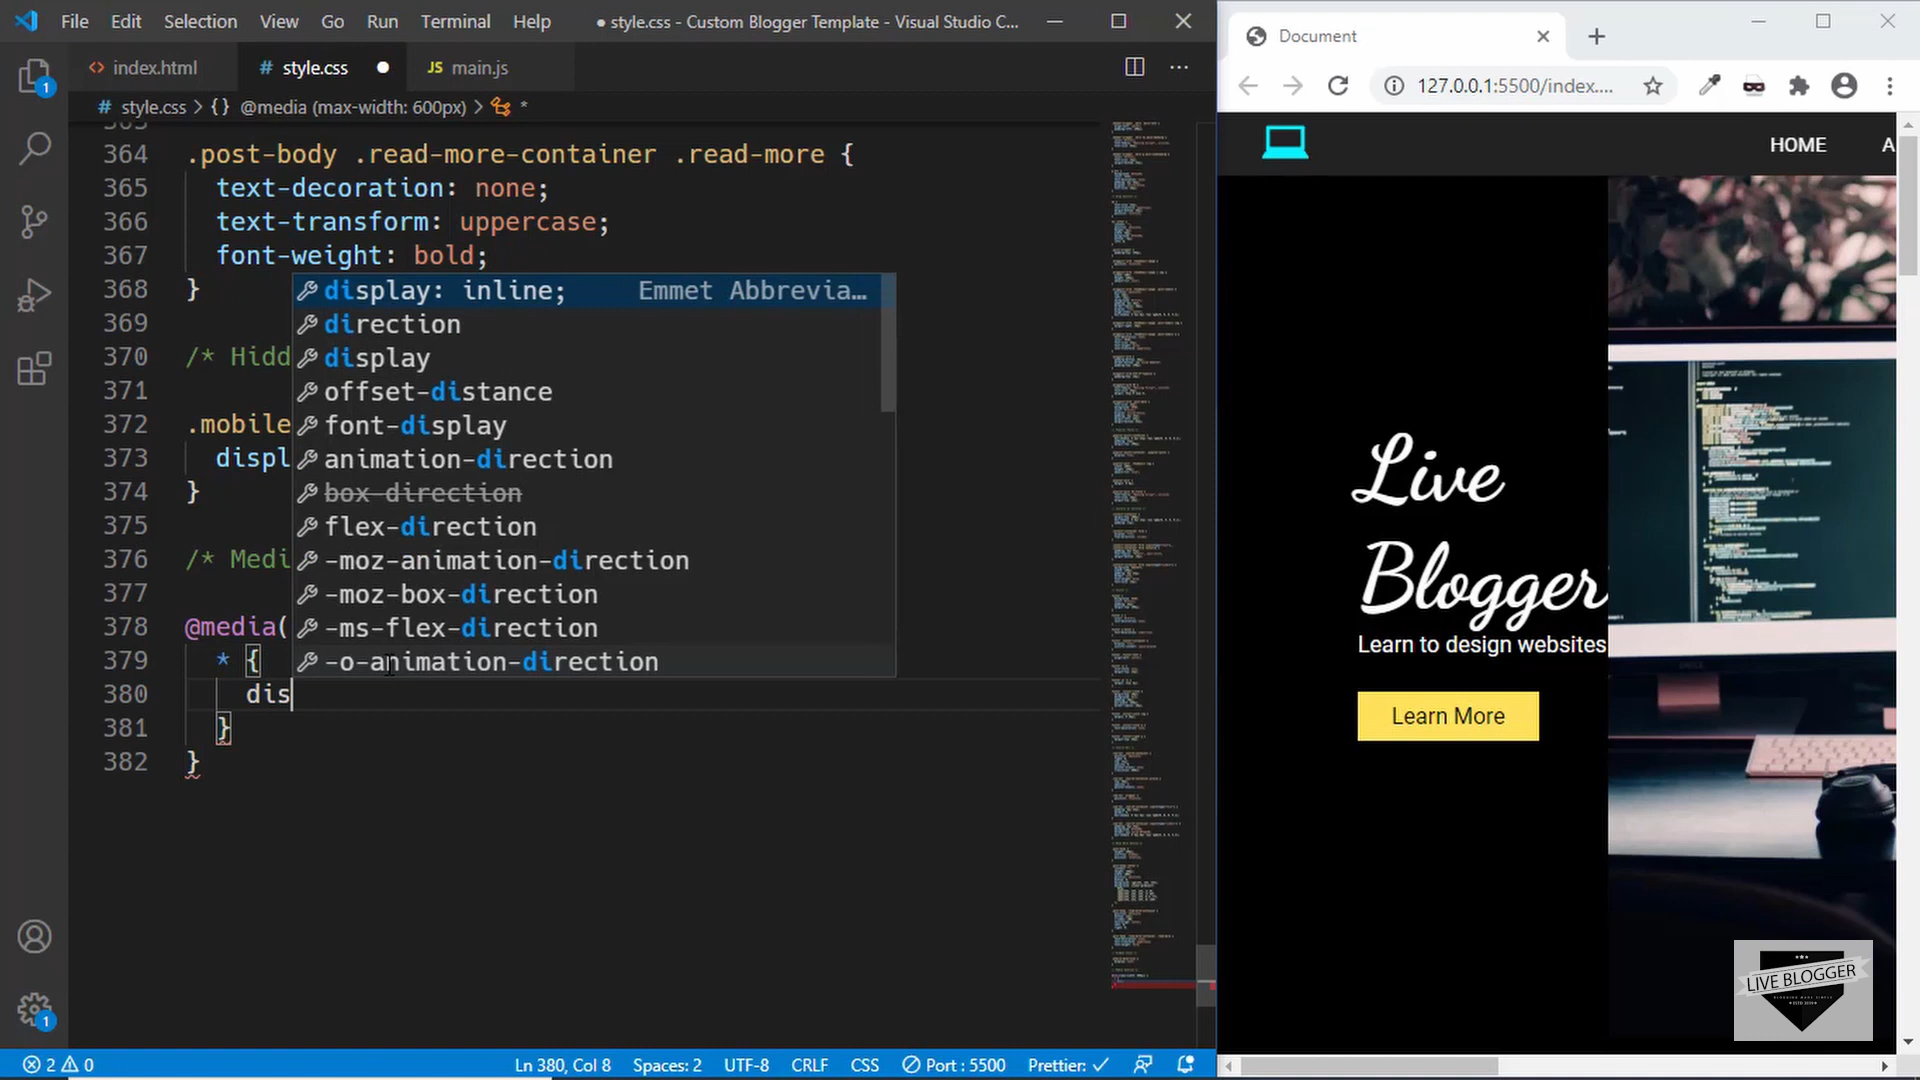 File Edit Selection View Go Run Terminal Help
● style.css - Custom Blogger Template - Visual Studio C...
Document
index.html
# style.css ●
JS main.js
127.0.0.1:5500/index....
# style.css > {} @media (max-width: 600px) > *
364 .post-body .read-more-container .read-more {
365 text-decoration: none;
366 text-transform: uppercase;
367 font-weight: bold;
368 }
369
370 /* Hidd
371
372 .mobile
373 displ
374 }
375
376 /* Medi
377
378 @media(
379 * {
380 dis
381 }
382 }
display: inline; Emmet Abbrevia...
direction
display
offset-distance
font-display
animation-direction
box-direction
flex-direction
-moz-animation-direction
-moz-box-direction
-ms-flex-direction
-o-animation-direction
HOME A
Live
Blogger
Learn to design websites
Learn More
LIVE BLOGGER
1
1
2 0
Ln 380, Col 8 Spaces: 2 UTF-8 CRLF CSS Port : 5500 Prettier: ✓